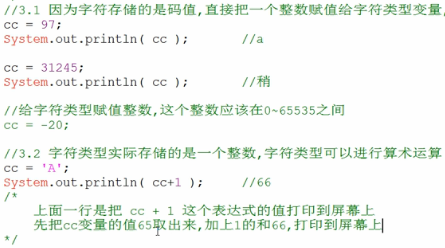 //3.1 因为字符存储的是码值,直接把一个整数赋值给字符类型变量,
cc = 97;
System.out.println( cc ); //a
cc = 31245;
System.out.println( cc ); //稍
//给字符类型赋值整数,这个整数应该在0~65535之间
cc = -20;
//3.2 字符类型实际存储的是一个整数,字符类型可以进行算术运算
cc = 'A';
System.out.println( cc+1 ); //66
/*
上面一行是把 cc + 1 这个表达式的值打印到屏幕上
先把cc变量的值65取出来,加上1的和66,打印到屏幕上
*/